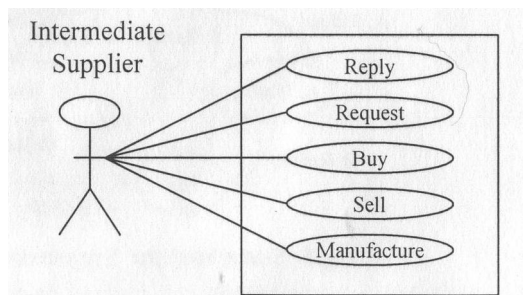 Intermediate
Supplier
Reply
Request
Buy
Sell
Manufacture